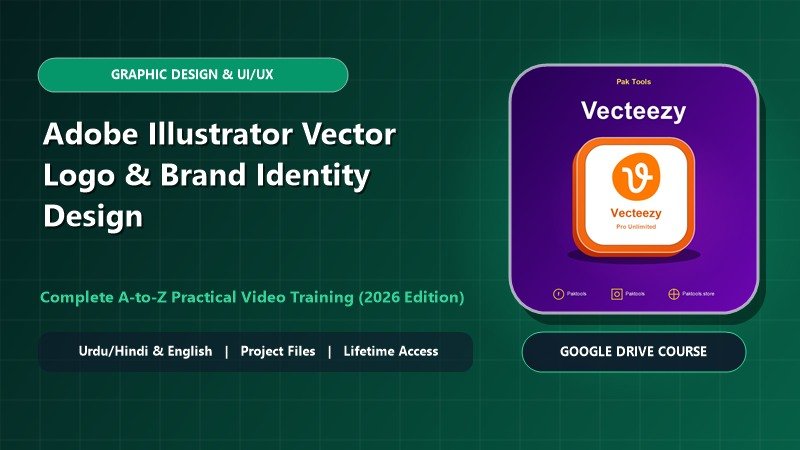 GRAPHIC DESIGN & UI/UX
Adobe Illustrator Vector
Logo & Brand Identity
Design
Complete A-to-Z Practical Video Training (2026 Edition)
Urdu/Hindi & English | Project Files | Lifetime Access
Pak Tools
Vecteezy
Vecteezy
Pro Unlimited
Paktools
Paktools
Paktools.store
GOOGLE DRIVE COURSE